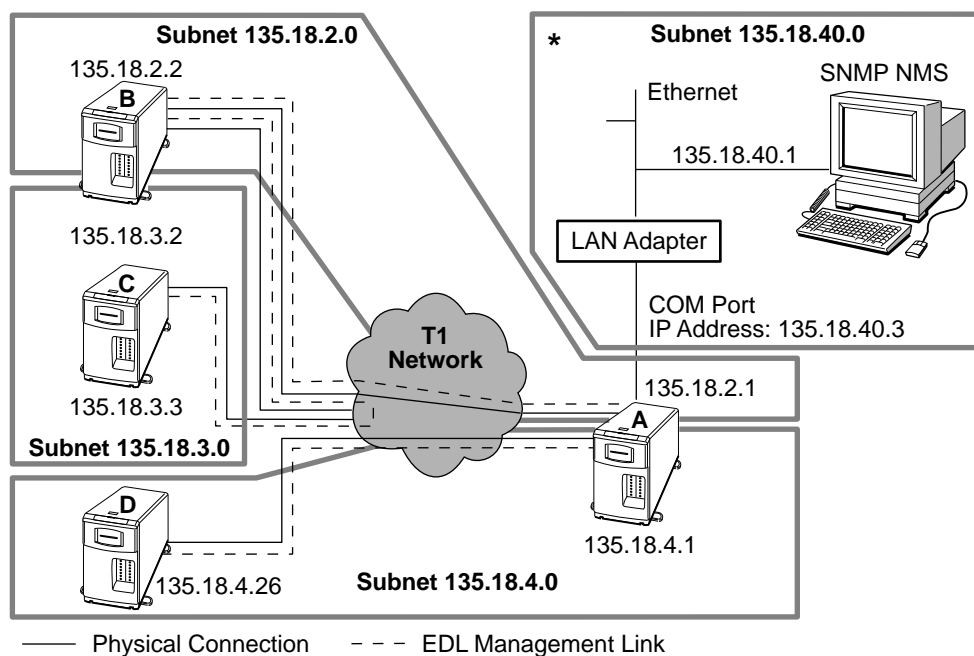 Subnet 135.18.2.0
135.18.2.2
B
135.18.3.2
C
135.18.3.3
Subnet 135.18.3.0
D
135.18.4.26
Subnet 135.18.4.0
T1
Network
*
Subnet 135.18.40.0
SNMP NMS
Ethernet
135.18.40.1
LAN Adapter
COM Port
IP Address: 135.18.40.3
135.18.2.1
A
135.18.4.1
Physical Connection
EDL Management Link